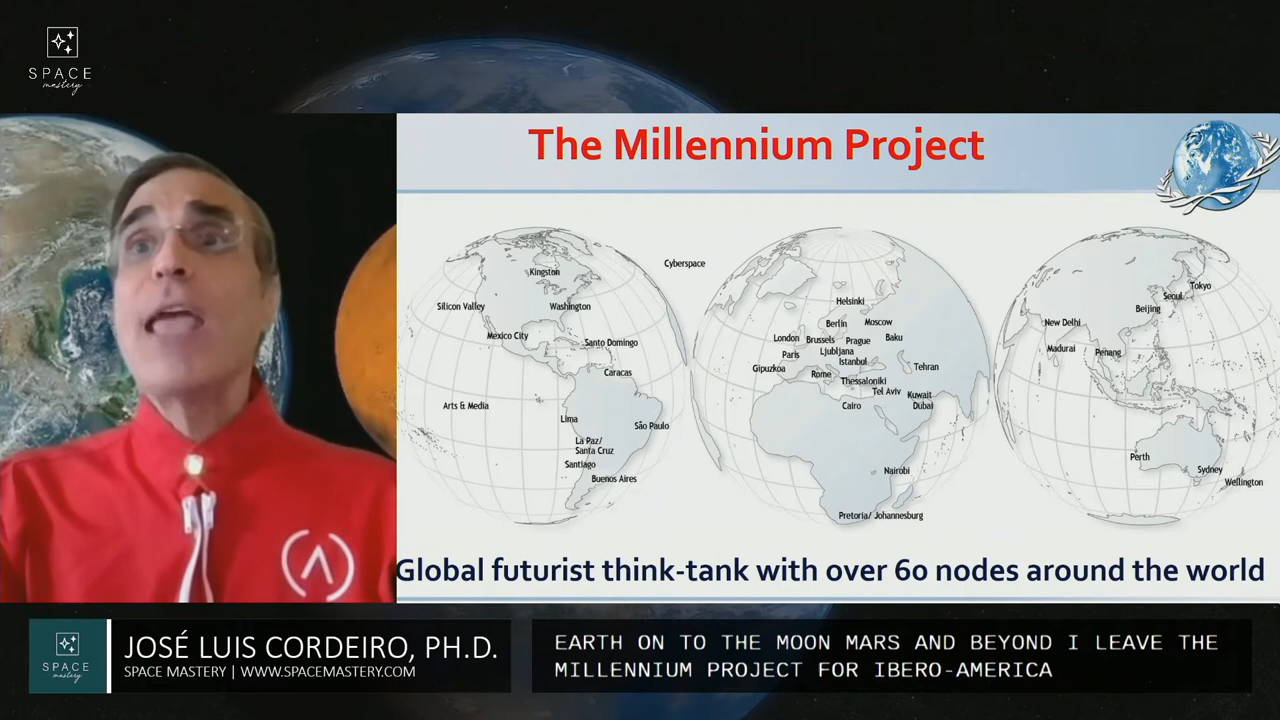 SPACE
mastery
The Millennium Project
Cyberspace
Kingston
Silicon Valley
Washington
Mexico City
Santo Domingo
Caracas
Arts & Media
Lima
São Paulo
La Paz/
Santa Cruz
Santiago
Buenos Aires
Helsinki
Berlin
Moscow
London
Brussels
Prague
Baku
Paris
Ljubljana
Istanbul
Gipuzkoa
Rome
Tehran
Thessaloniki
Tel Aviv
Kuwait
Cairo
Dubai
Nairobi
Pretoria/ Johannesburg
Tokyo
Seoul
Beijing
New Delhi
Madurai
Penang
Perth
Sydney
Wellington
Global futurist think-tank with over 60 nodes around the world
SPACE
mastery
JOSÉ LUIS CORDEIRO, PH.D.
SPACE MASTERY | WWW.SPACEMASTERY.COM
EARTH ON TO THE MOON MARS AND BEYOND I LEAVE THE
MILLENNIUM PROJECT FOR IBERO-AMERICA